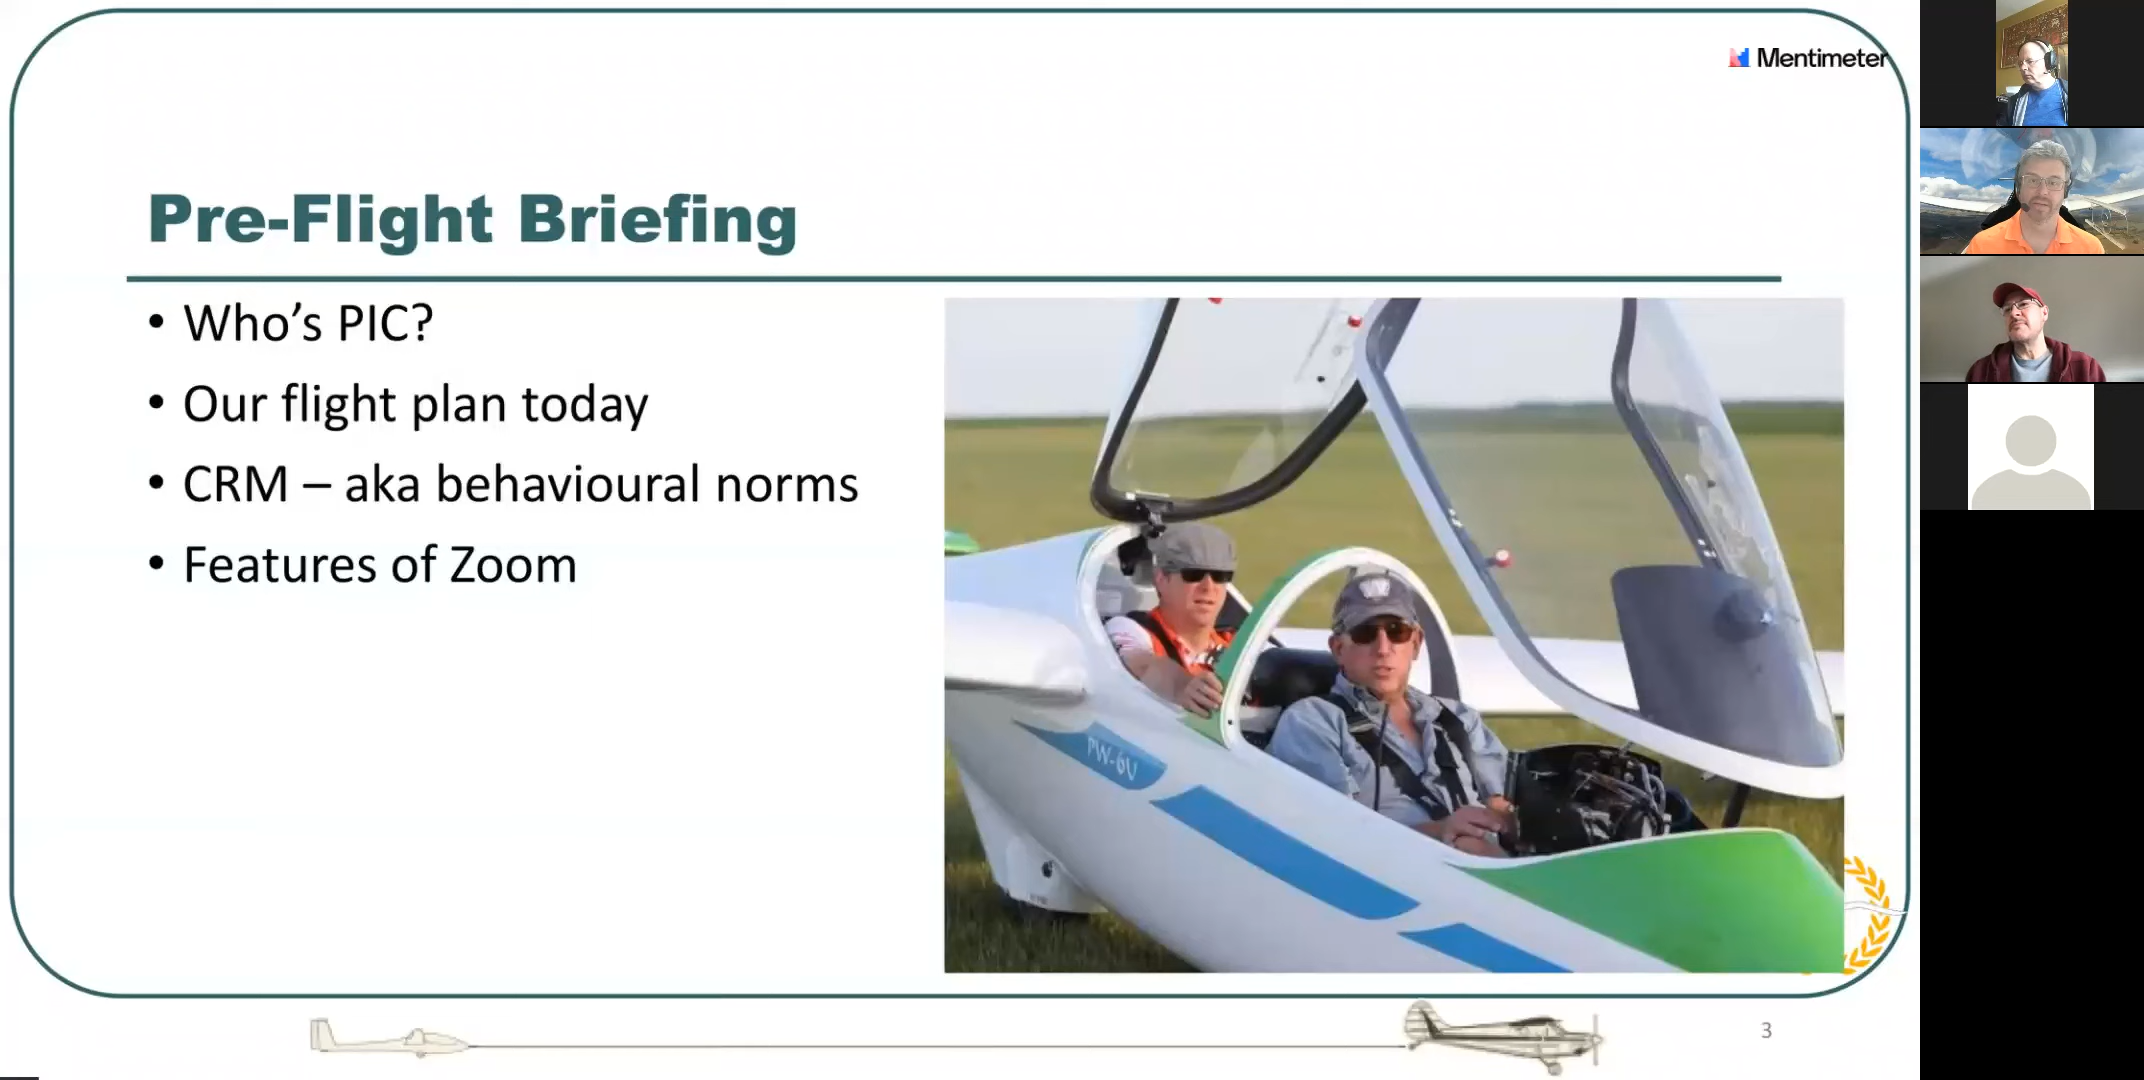 Mentimeter
Pre-Flight Briefing
• Who's PIC?
• Our flight plan today
• CRM – aka behavioural norms
• Features of Zoom
PW-6U
3